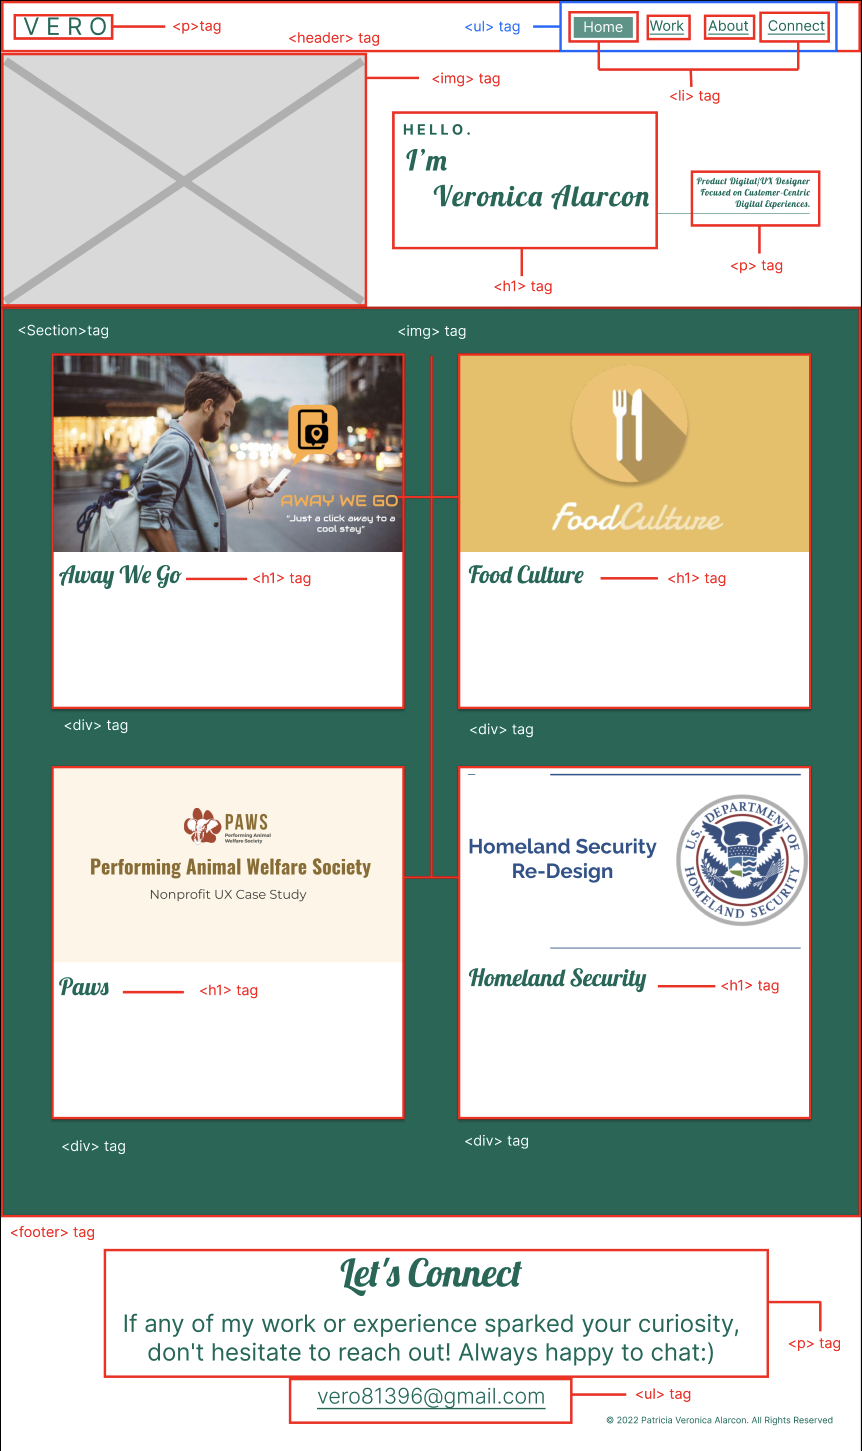 VERO
<p>tag
<header> tag
<ul> tag
Home
Work
About
Connect
<li> tag
<img> tag
HELLO.
I'm
Veronica Alarcon
Product Digital/UX Designer
Focused on Customer-Centric
Digital Experiences.
<h1> tag
<p> tag
<Section>tag
<img> tag
AWAY WE GO
"Just a click away to a
cool stay"
FoodCulture
Away We Go
<h1> tag
Food Culture
<h1> tag
<div> tag
<div> tag
PAWS
Performing Animal
Welfare Society
Performing Animal Welfare Society
Nonprofit UX Case Study
Homeland Security
Re-Design
U.S. DEPARTMENT OF
HOMELAND SECURITY
Paws
<h1> tag
Homeland Security
<h1> tag
<div> tag
<div> tag
<footer> tag
Let's Connect
If any of my work or experience sparked your curiosity,
don't hesitate to reach out! Always happy to chat:)
<p> tag
vero81396@gmail.com
<ul> tag
© 2022 Patricia Veronica Alarcon. All Rights Reserved